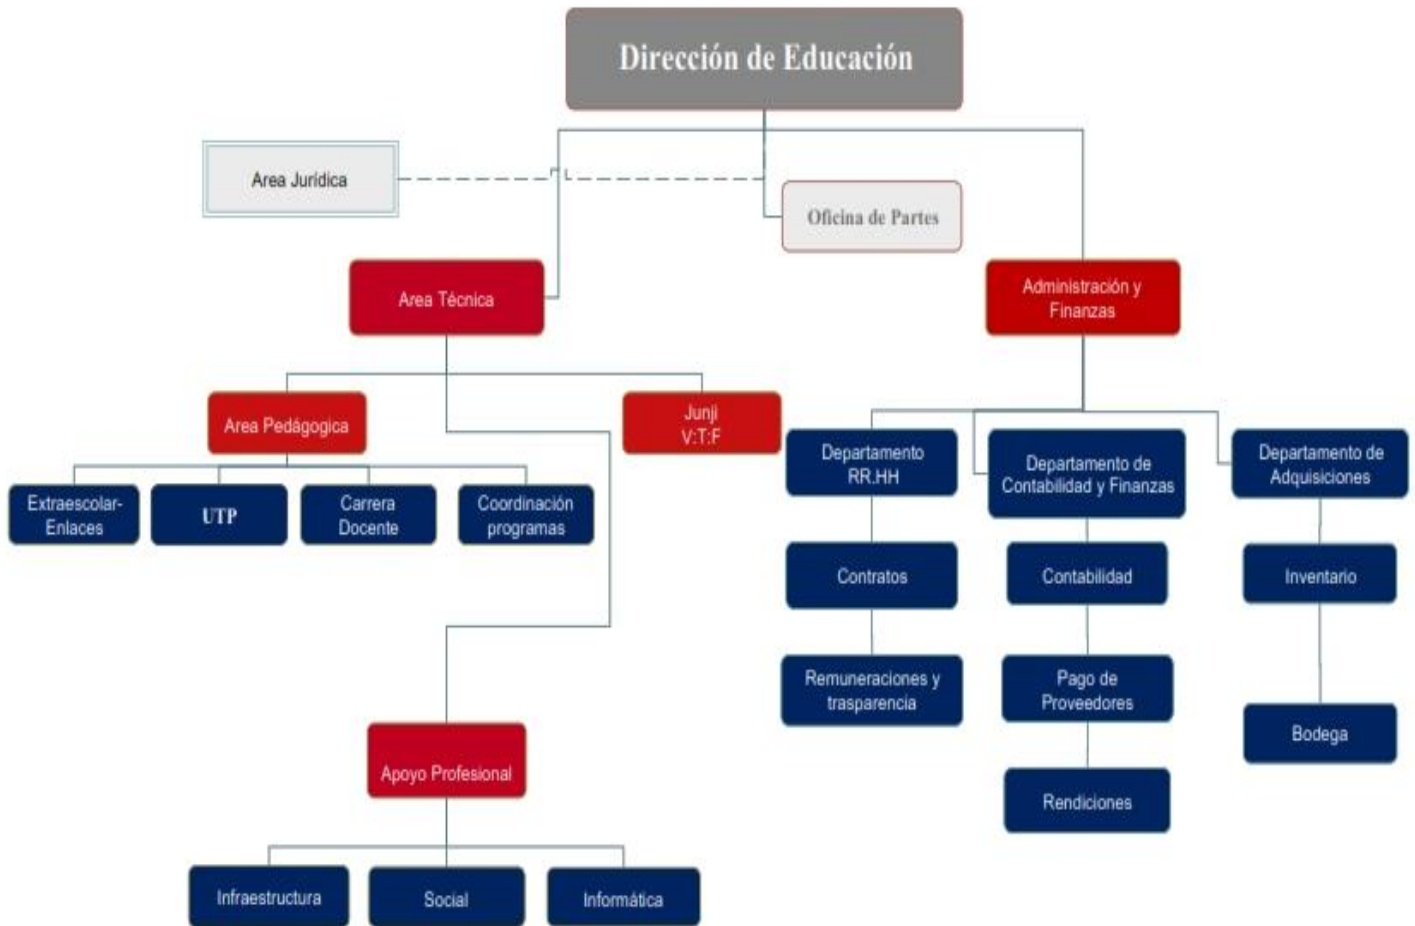 Dirección de Educación
Area Jurídica
Oficina de Partes
Area Técnica
Administración y
Finanzas
Area Pedágogica
Junji
V:T:F
Extraescolar-
Enlaces
UTP
Carrera
Docente
Coordinación
programas
Departamento
RR.HH
Departamento de
Contabilidad y Finanzas
Departamento de
Adquisiciones
Contratos
Contabilidad
Inventario
Remuneraciones y
trasparencia
Pago de
Proveedores
Bodega
Apoyo Profesional
Rendiciones
Infraestructura
Social
Informática